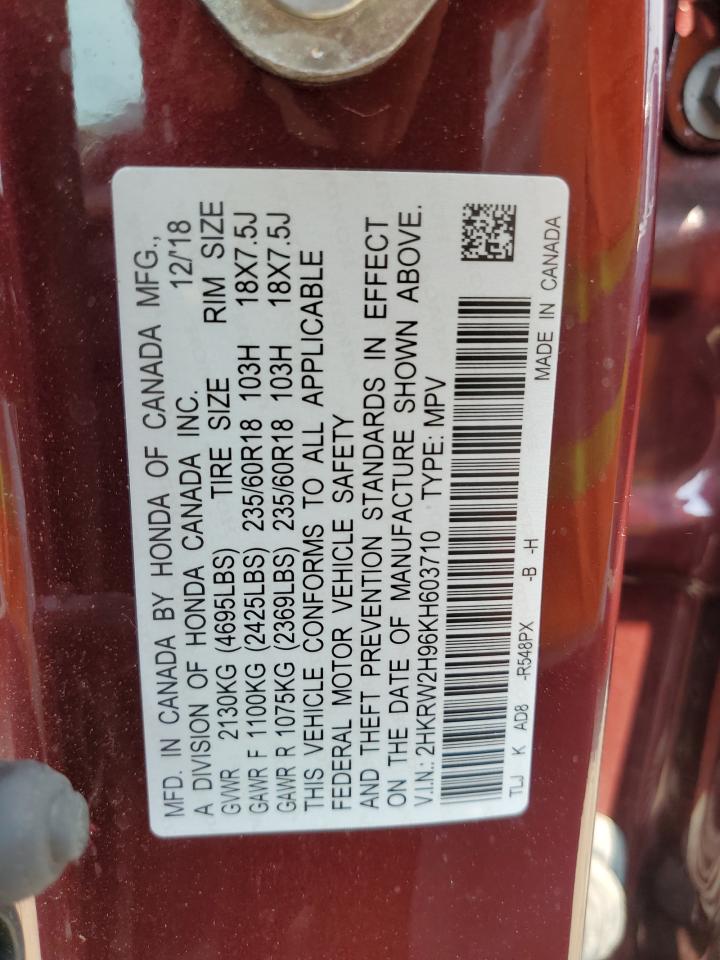 MFD. IN CANADA BY HONDA OF CANADA MFG.,
A DIVISION OF HONDA CANADA INC. 12/'18
GVWR 2130KG (4695LBS) TIRE SIZE RIM SIZE
GAWR F 1100KG (2425LBS) 235/60R18 103H 18X7.5J
GAWR R 1075KG (2369LBS) 235/60R18 103H 18X7.5J
THIS VEHICLE CONFORMS TO ALL APPLICABLE
FEDERAL MOTOR VEHICLE SAFETY
AND THEFT PREVENTION STANDARDS IN EFFECT
ON THE DATE OF MANUFACTURE SHOWN ABOVE.
V.I.N.: 2HKRW2H96KH603710 TYPE: MPV
TLJ K AD8 -R548PX -B -H MADE IN CANADA